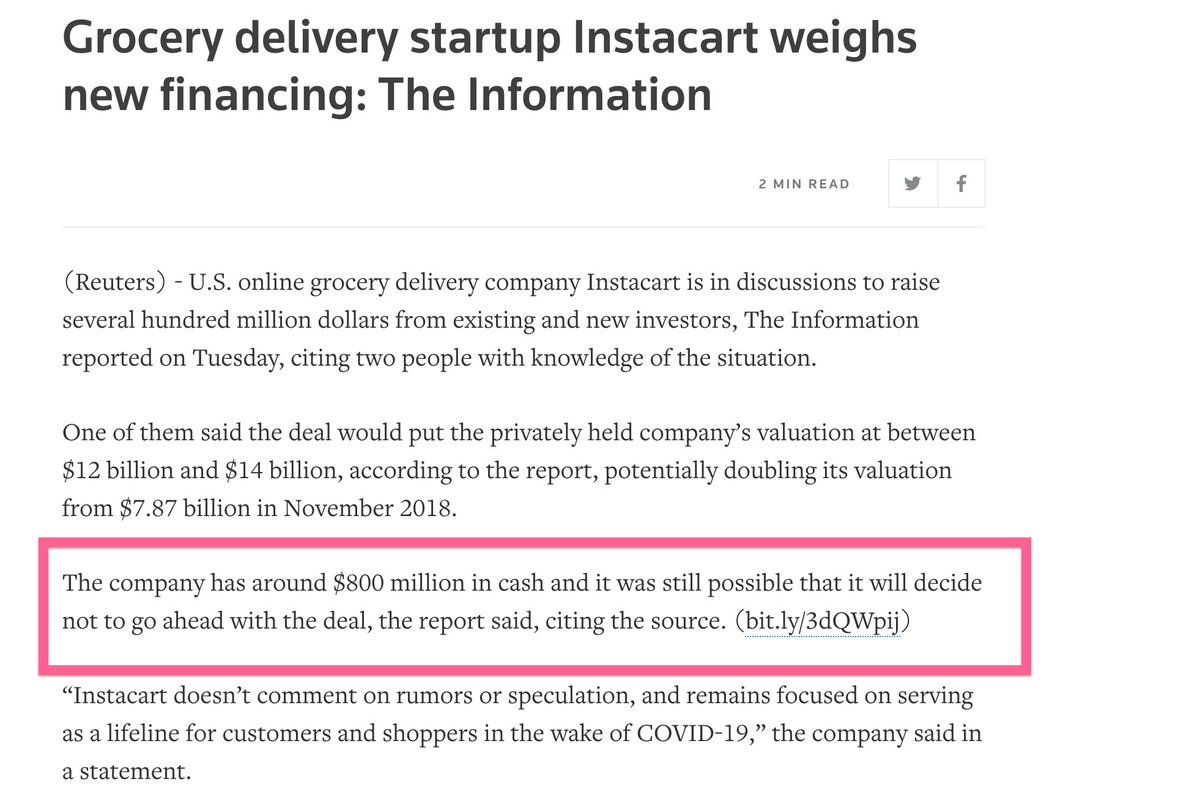 Grocery delivery startup Instacart weighs
new financing: The Information
2 MIN READ
(Reuters) - U.S. online grocery delivery company Instacart is in discussions to raise
several hundred million dollars from existing and new investors, The Information
reported on Tuesday, citing two people with knowledge of the situation.
One of them said the deal would put the privately held company’s valuation at between
$12 billion and $14 billion, according to the report, potentially doubling its valuation
from $7.87 billion in November 2018.
The company has around $800 million in cash and it was still possible that it will decide
not to go ahead with the deal, the report said, citing the source. (bit.ly/3dQWpij)
“Instacart doesn’t comment on rumors or speculation, and remains focused on serving
as a lifeline for customers and shoppers in the wake of COVID-19,” the company said in
a statement.